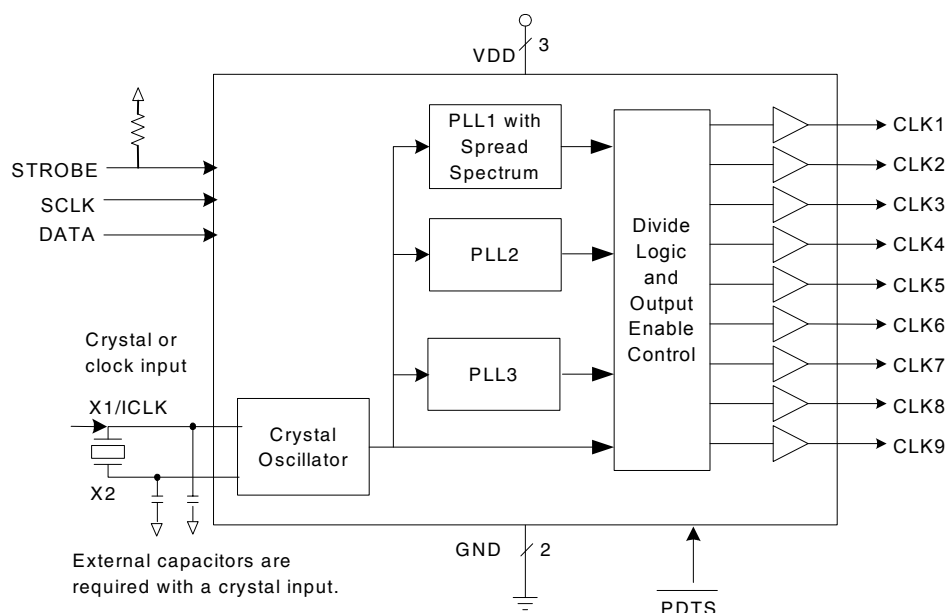 VDD
3
STROBE
SCLK
DATA
PLL1 with
Spread
Spectrum
PLL2
PLL3
Divide
Logic
and
Output
Enable
Control
CLK1
CLK2
CLK3
CLK4
CLK5
CLK6
CLK7
CLK8
CLK9
Crystal or
clock input
X1/ICLK
X2
Crystal
Oscillator
External capacitors are
required with a crystal input.
GND
2
PDTS